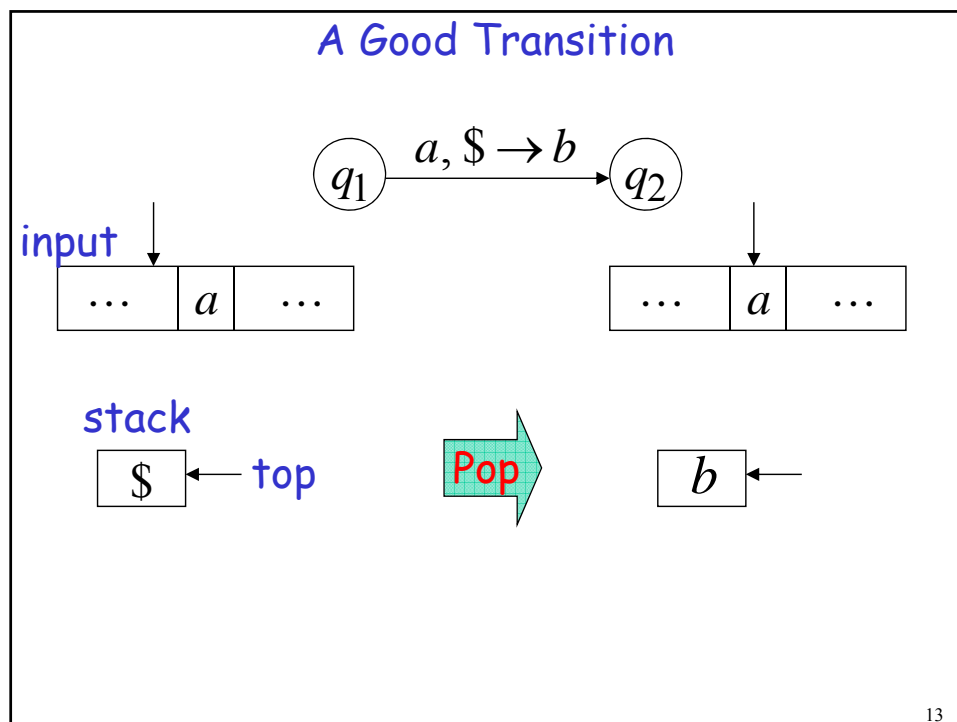 A Good Transition
a, $ → b
q1 q2
input
⋯ a ⋯ ⋯ a ⋯
stack
$ top Pop b
13